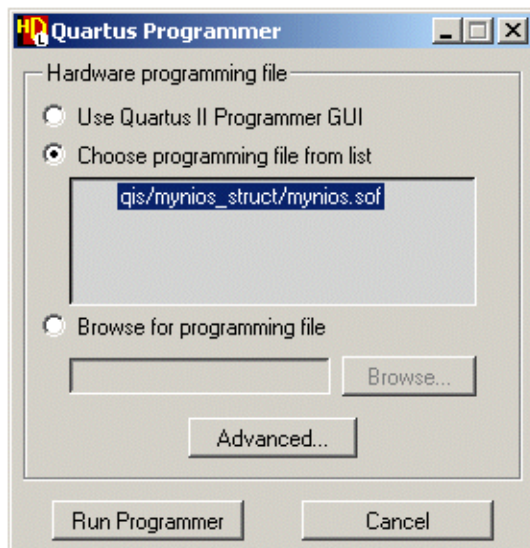 HDL Quartus Programmer
Hardware programming file
Use Quartus II Programmer GUI
Choose programming file from list
qis/mynios_struct/mynios.sof
Browse for programming file
Browse...
Advanced...
Run Programmer
Cancel